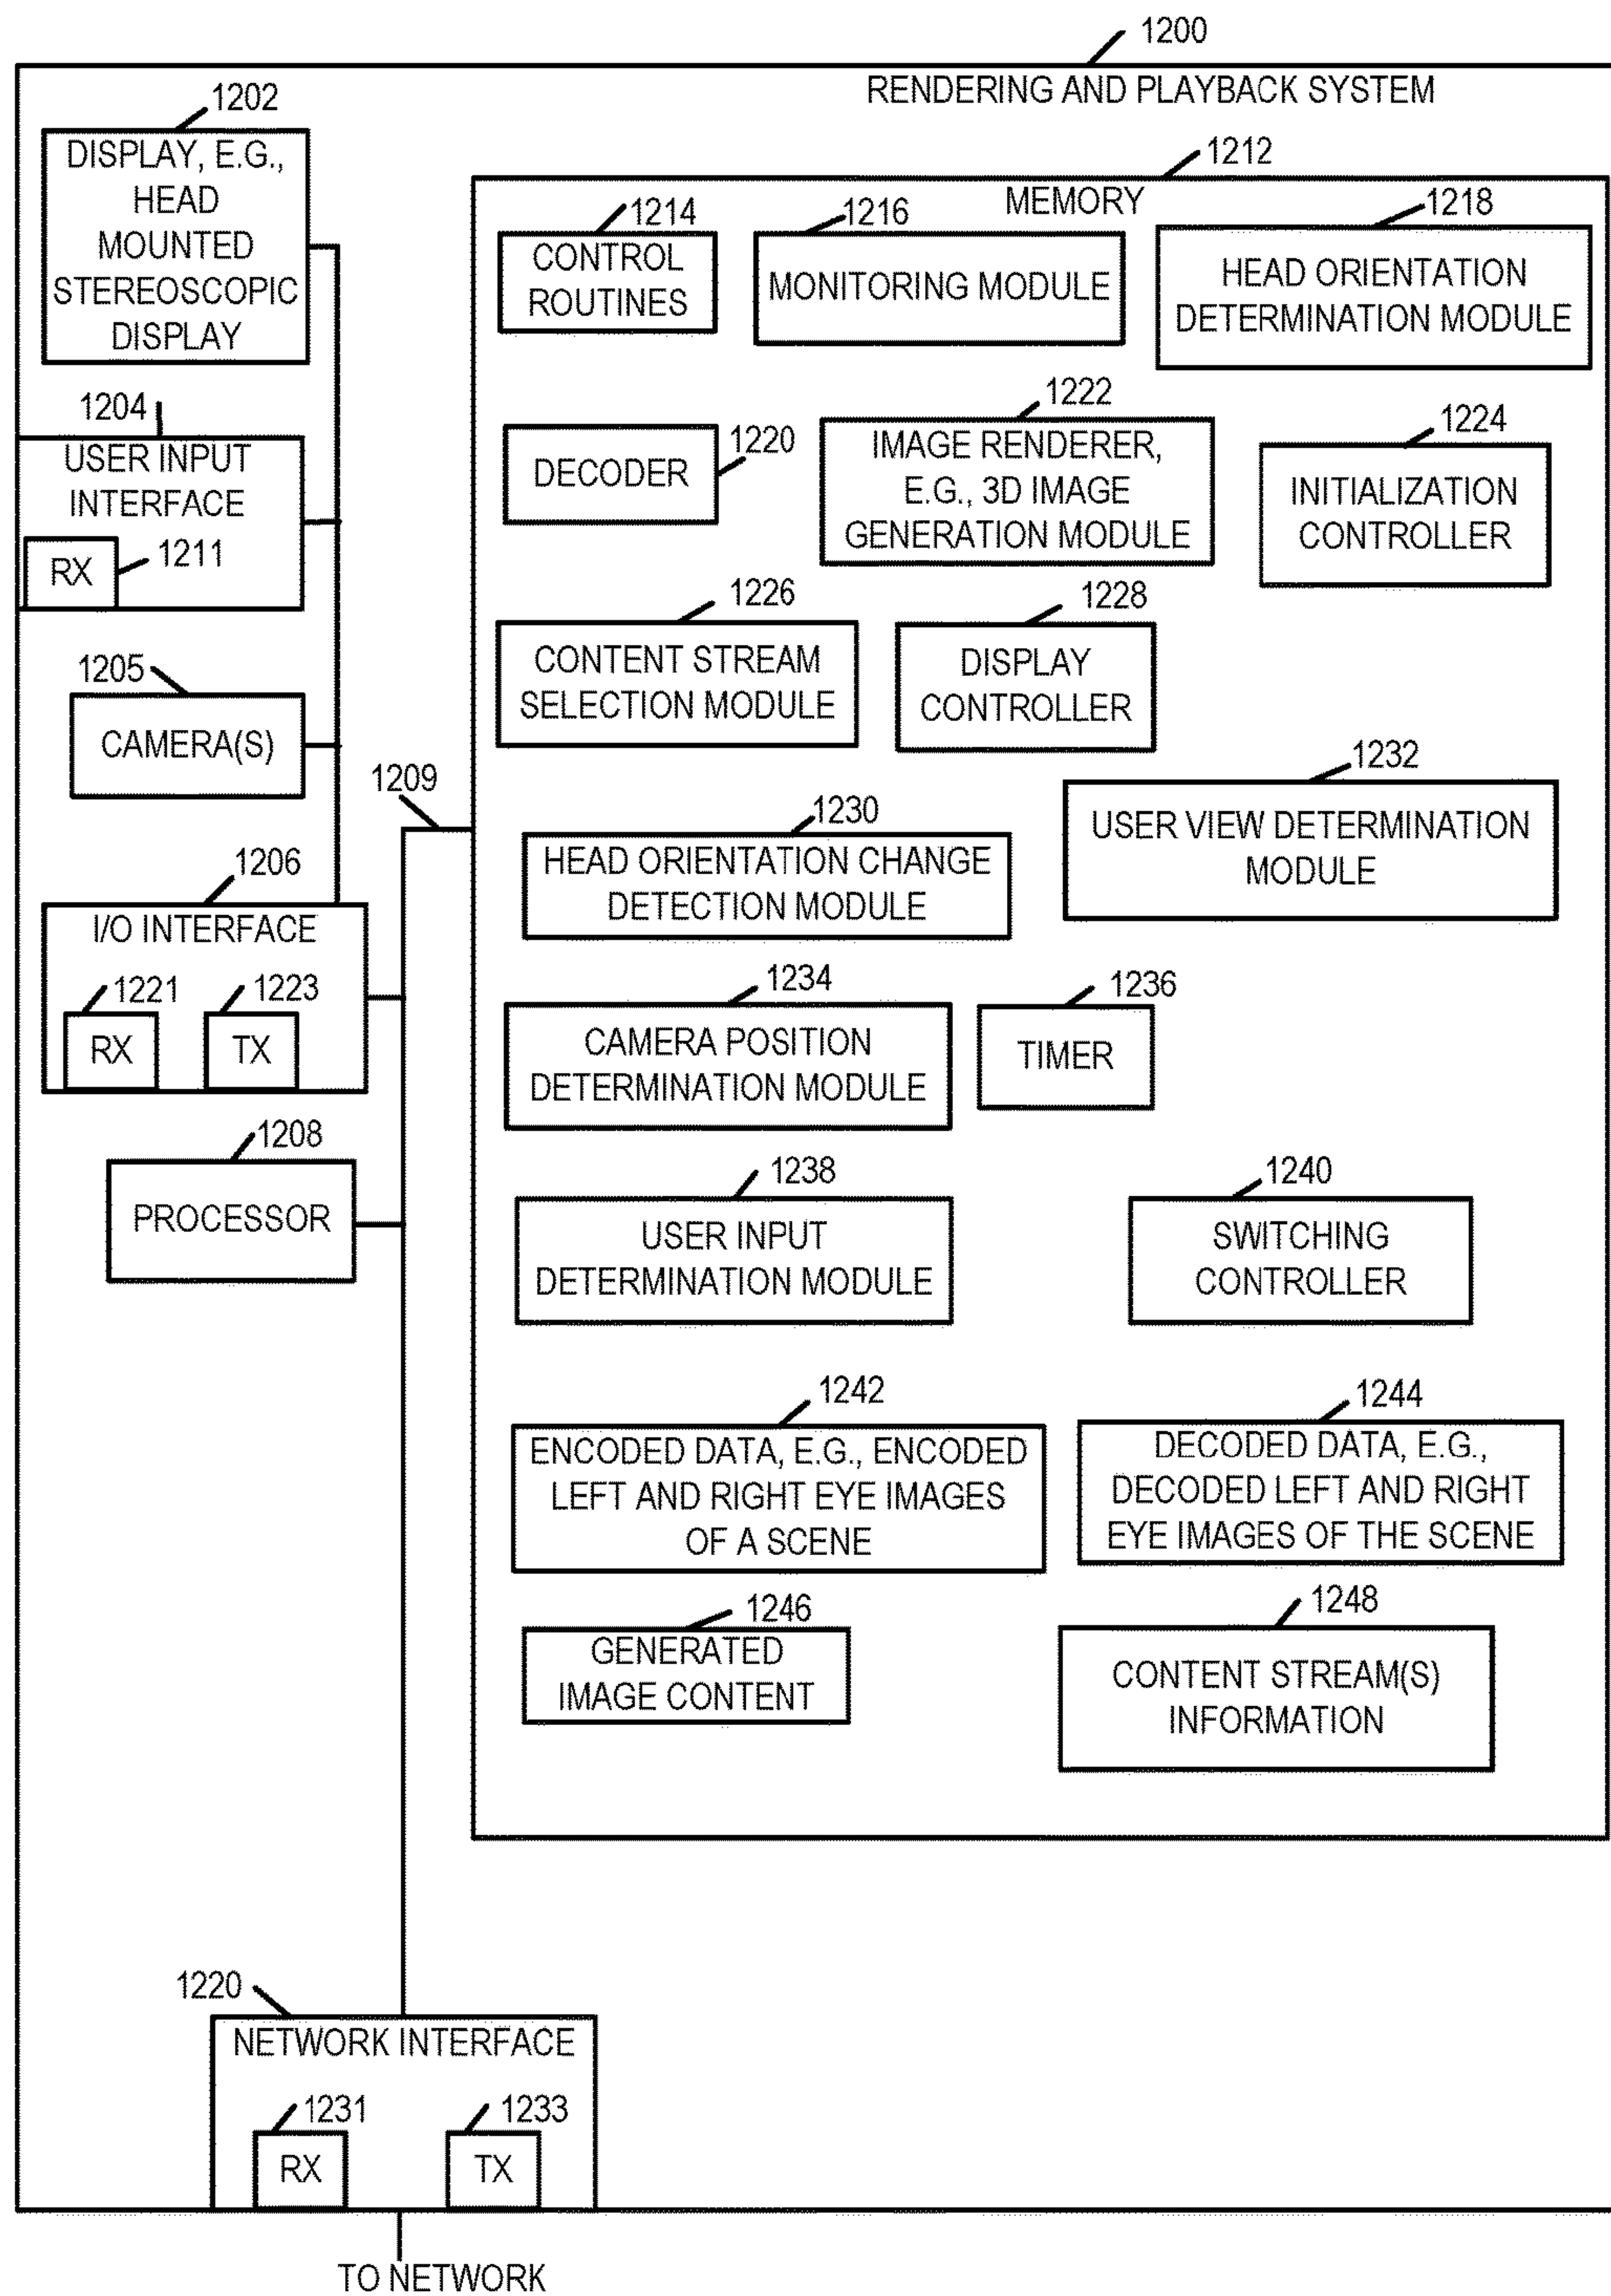 1200
RENDERING AND PLAYBACK SYSTEM
1202
DISPLAY, E.G.,
HEAD
MOUNTED
STEREOSCOPIC
DISPLAY
1204
USER INPUT
INTERFACE
RX
1211
1205
CAMERA(S)
1206
I/O INTERFACE
1221
RX
1223
TX
1208
PROCESSOR
1209
1212
MEMORY
1214
CONTROL
ROUTINES
1216
MONITORING MODULE
1218
HEAD ORIENTATION
DETERMINATION MODULE
DECODER
1220
1222
IMAGE RENDERER,
E.G., 3D IMAGE
GENERATION MODULE
1224
INITIALIZATION
CONTROLLER
1226
CONTENT STREAM
SELECTION MODULE
1228
DISPLAY
CONTROLLER
1230
HEAD ORIENTATION CHANGE
DETECTION MODULE
1232
USER VIEW DETERMINATION
MODULE
1234
CAMERA POSITION
DETERMINATION MODULE
1236
TIMER
1238
USER INPUT
DETERMINATION MODULE
1240
SWITCHING
CONTROLLER
1242
ENCODED DATA, E.G., ENCODED
LEFT AND RIGHT EYE IMAGES
OF A SCENE
1244
DECODED DATA, E.G.,
DECODED LEFT AND RIGHT
EYE IMAGES OF THE SCENE
1246
GENERATED
IMAGE CONTENT
1248
CONTENT STREAM(S)
INFORMATION
1220
NETWORK INTERFACE
1231
RX
1233
TX
TO NETWORK